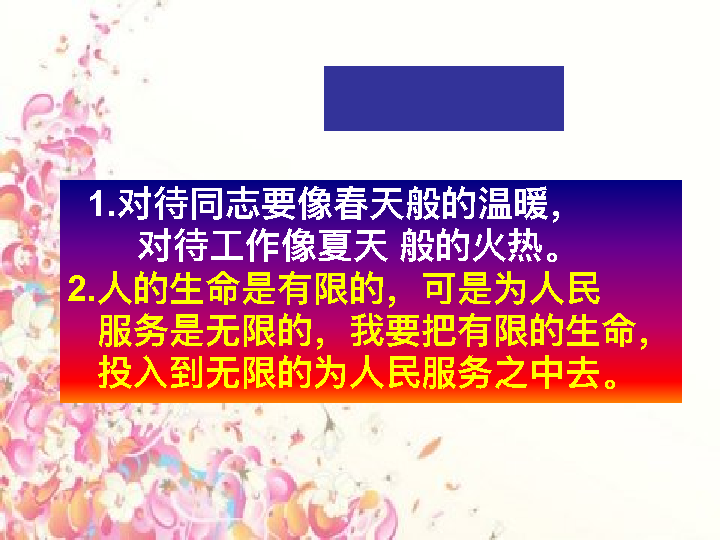 1.对待同志要像春天般的温暖，
对待工作像夏天 般的火热。
2.人的生命是有限的，可是为人民
服务是无限的，我要把有限的生命，
投入到无限的为人民服务之中去。